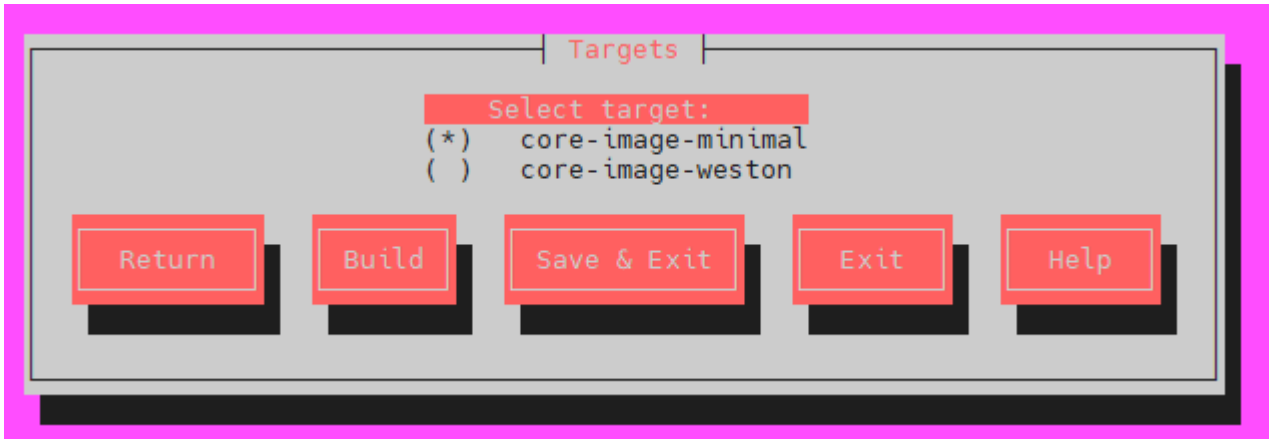 Targets
Select target:
(*) core-image-minimal
( ) core-image-weston
Return Build Save & Exit Exit Help